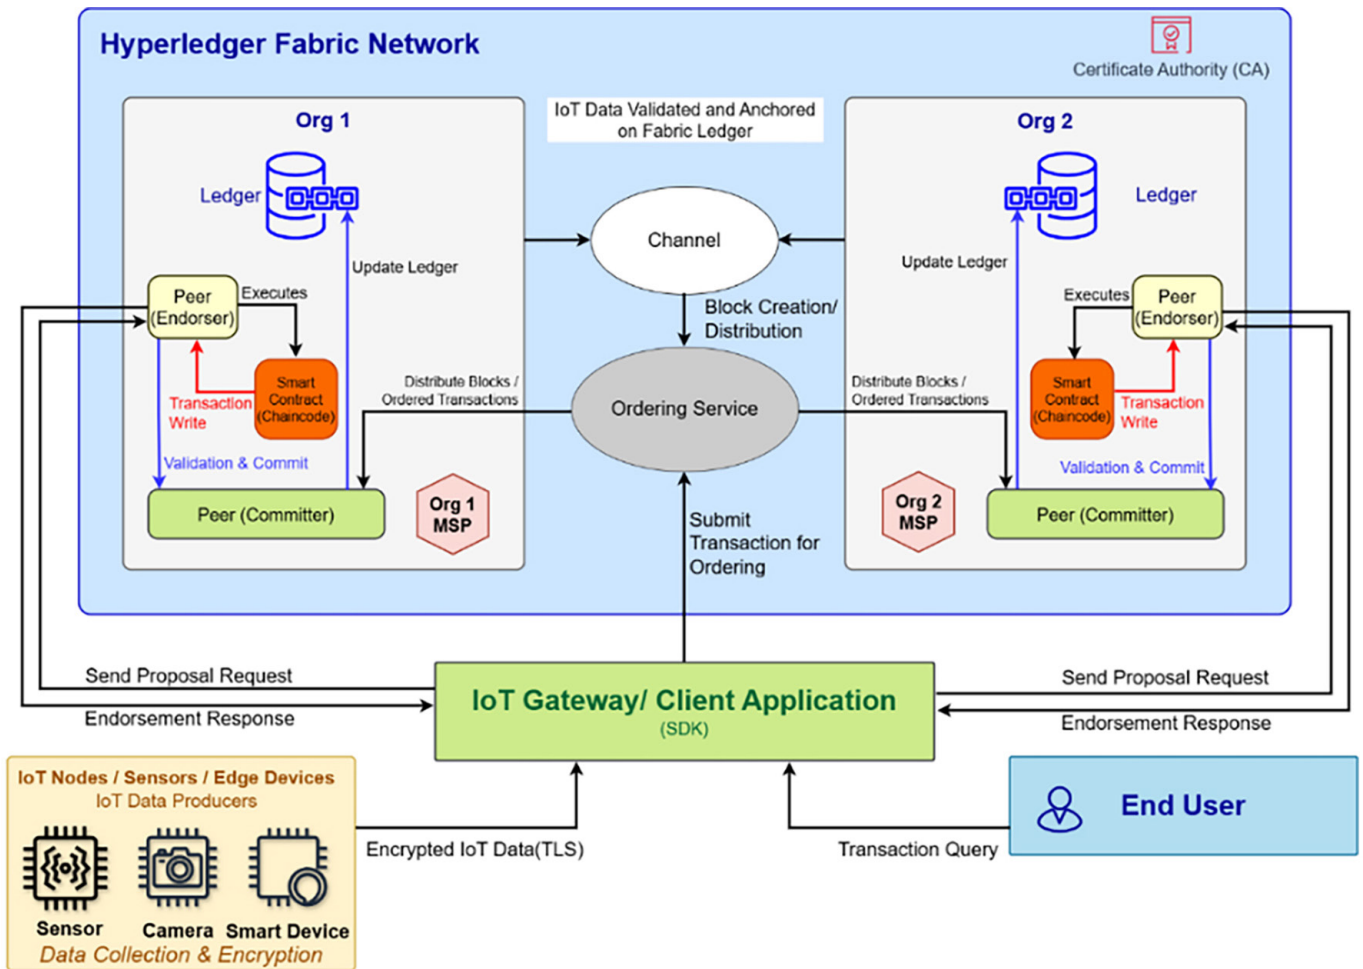 Hyperledger Fabric Network
Certificate Authority (CA)
Org 1
IoT Data Validated and Anchored
on Fabric Ledger
Org 2
Ledger
Channel
Ledger
Update Ledger
Update Ledger
Peer
(Endorser)
Executes
Block Creation/
Distribution
Executes
Peer
(Endorser)
Smart
Contract
(Chaincode)
Transaction
Write
Distribute Blocks /
Ordered Transactions
Ordering Service
Distribute Blocks /
Ordered Transactions
Smart
Contract
(Chaincode)
Transaction
Write
Validation & Commit
Validation & Commit
Peer (Committer)
Org 1
MSP
Submit
Transaction for
Ordering
Org 2
MSP
Peer (Committer)
Send Proposal Request
Endorsement Response
IoT Gateway/ Client Application
(SDK)
Send Proposal Request
Endorsement Response
IoT Nodes / Sensors / Edge Devices
IoT Data Producers
Sensor
Camera
Smart Device
Data Collection & Encryption
Encrypted IoT Data(TLS)
Transaction Query
End User